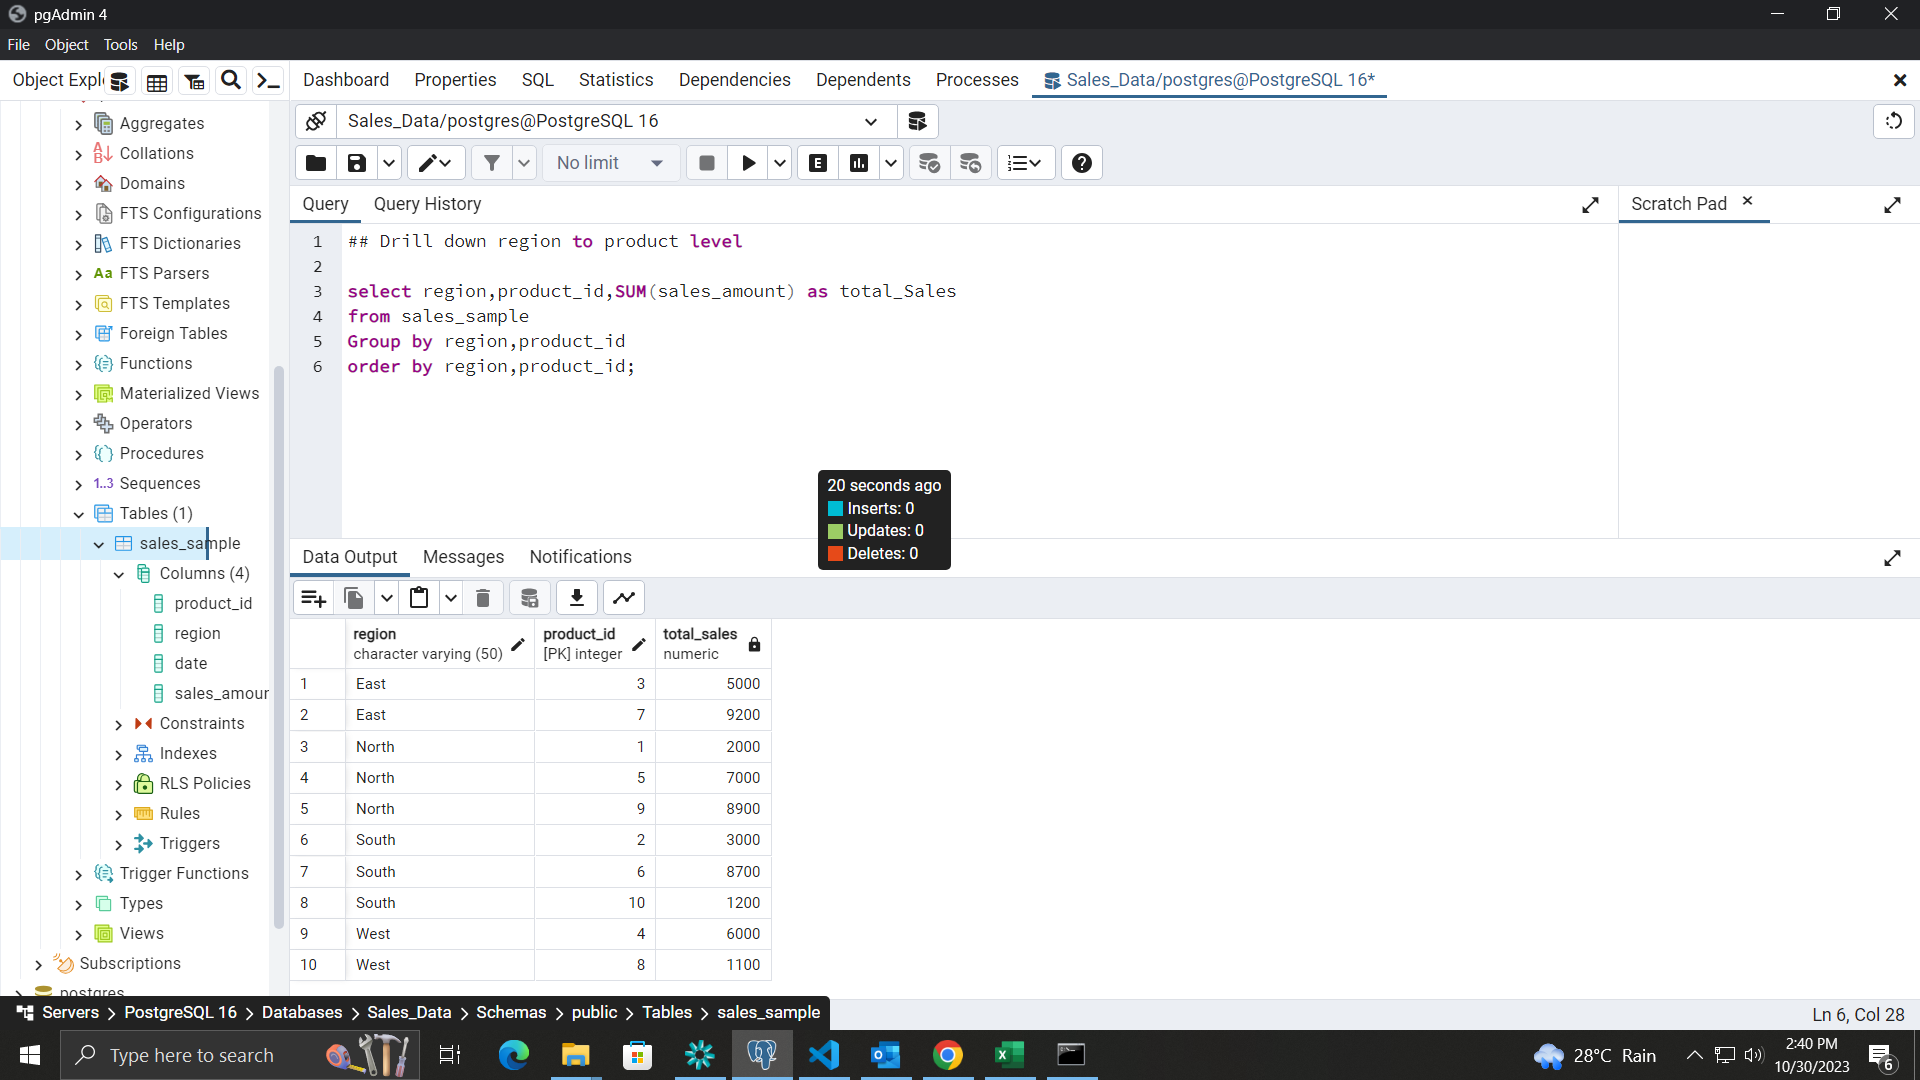 pgAdmin 4
File Object Tools Help
Object Expl
Dashboard Properties SQL Statistics Dependencies Dependents Processes Sales_Data/postgres@PostgreSQL 16*
Aggregates
Collations
Domains
FTS Configurations
FTS Dictionaries
Aa FTS Parsers
FTS Templates
Foreign Tables
Functions
Materialized Views
Operators
Procedures
1..3 Sequences
Tables (1)
sales_sample
Columns (4)
product_id
region
date
sales_amour
Constraints
Indexes
RLS Policies
Rules
Triggers
Trigger Functions
Types
Views
Subscriptions
postgres
Sales_Data/postgres@PostgreSQL 16
No limit
E
Query Query History
Scratch Pad
1 ## Drill down region to product level
2
3 select region,product_id,SUM(sales_amount) as total_Sales
4 from sales_sample
5 Group by region,product_id
6 order by region,product_id;
20 seconds ago
Inserts: 0
Updates: 0
Deletes: 0
Data Output Messages Notifications
region product_id total_sales
character varying (50) [PK] integer numeric
1 East 3 5000
2 East 7 9200
3 North 1 2000
4 North 5 7000
5 North 9 8900
6 South 2 3000
7 South 6 8700
8 South 10 1200
9 West 4 6000
10 West 8 1100
Servers > PostgreSQL 16 > Databases > Sales_Data > Schemas > public > Tables > sales_sample
Ln 6, Col 28
Type here to search
28°C Rain
2:40 PM
10/30/2023
6